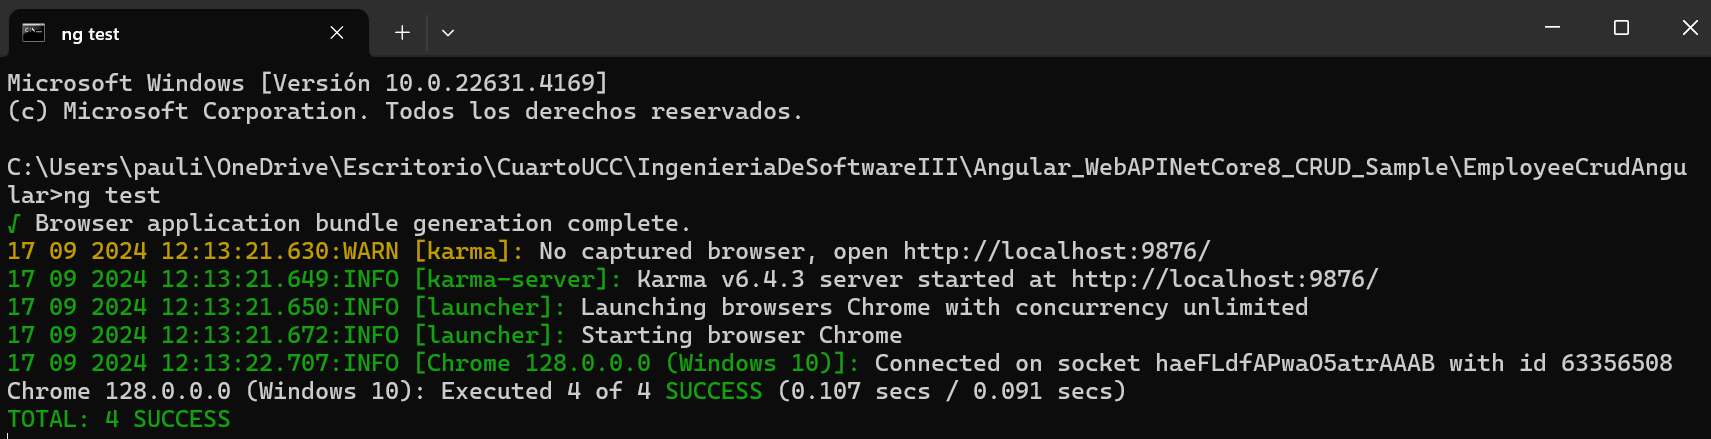 ng test
Microsoft Windows [Versión 10.0.22631.4169]
(c) Microsoft Corporation. Todos los derechos reservados.
C:\Users\pauli\OneDrive\Escritorio\CuartoUCC\IngenieriaDeSoftwareIII\Angular_WebAPINetCore8_CRUD_Sample\EmployeeCrudAngu
lar>ng test
√ Browser application bundle generation complete.
17 09 2024 12:13:21.630:WARN [karma]: No captured browser, open http://localhost:9876/
17 09 2024 12:13:21.649:INFO [karma-server]: Karma v6.4.3 server started at http://localhost:9876/
17 09 2024 12:13:21.650:INFO [launcher]: Launching browsers Chrome with concurrency unlimited
17 09 2024 12:13:21.672:INFO [launcher]: Starting browser Chrome
17 09 2024 12:13:22.707:INFO [Chrome 128.0.0.0 (Windows 10)]: Connected on socket haeFLdfAPwaO5atrAAAB with id 63356508
Chrome 128.0.0.0 (Windows 10): Executed 4 of 4 SUCCESS (0.107 secs / 0.091 secs)
TOTAL: 4 SUCCESS